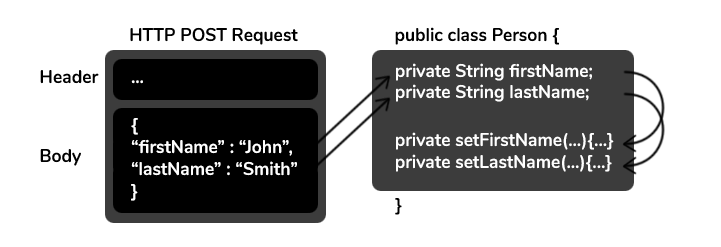 HTTP POST Request
Header
...
Body
{
“firstName” : “John”,
“lastName” : “Smith”
}
public class Person {
private String firstName;
private String lastName;
private setFirstName(...){...}
private setLastName(...){...}
}